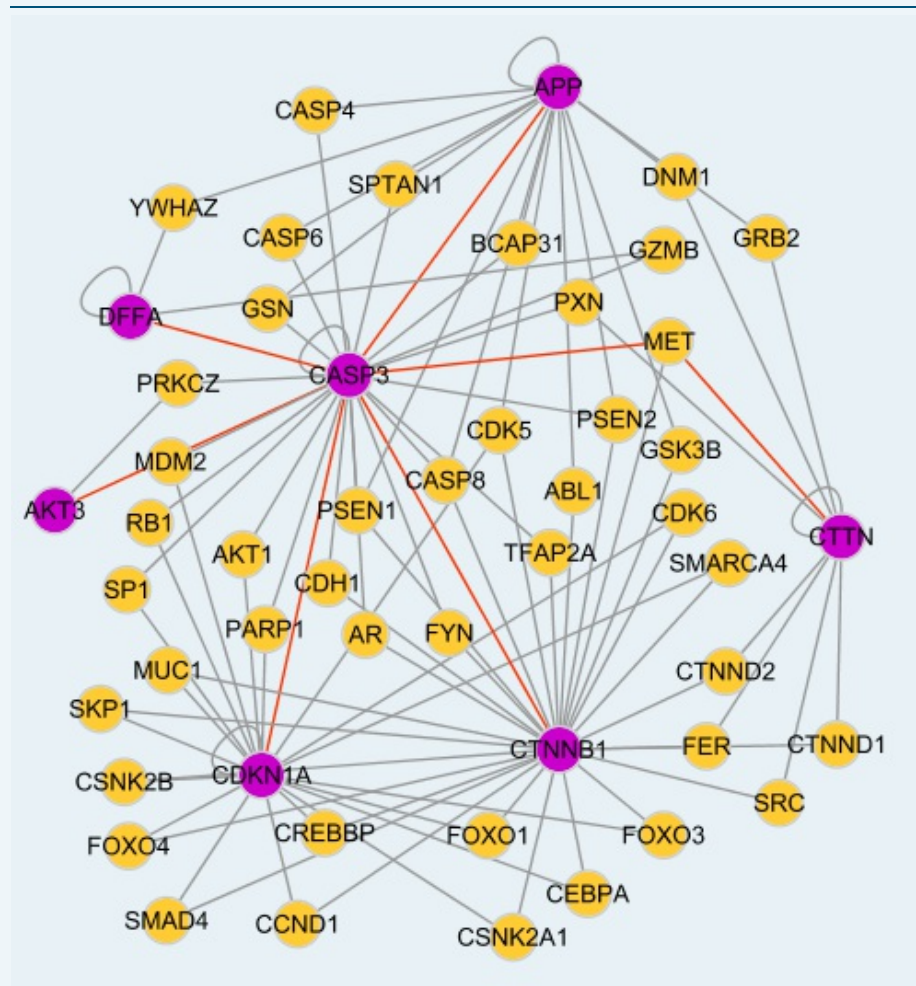 APP
CASP4
SPTAN1
DNM1
YWHAZ
CASP6
BCAP31
GZMB
GRB2
GSN
PXN
DFFA
MET
CASP3
PRKCZ
CDK5
PSEN2
GSK3B
MDM2
CASP8
ABL1
AKT3
RB1
PSEN1
CDK6
CTTN
AKT1
TFAP2A
SMARCA4
SP1
CDH1
PARP1
AR
FYN
MUC1
CTNND2
SKP1
CTNNB1
FER
CTNND1
CSNK2B
CDKN1A
SRC
FOXO4
CREBBP
FOXO1
FOXO3
CEBPA
SMAD4
CCND1
CSNK2A1